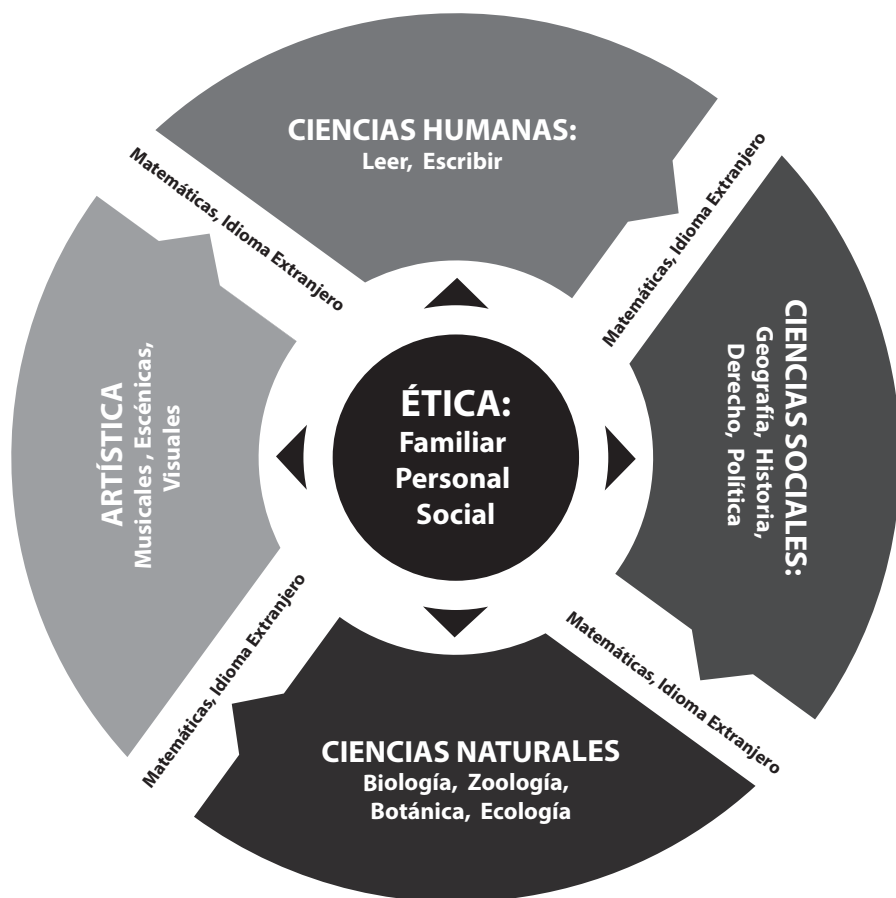 CIENCIAS HUMANAS:
Leer, Escribir
Matemáticas, Idioma Extranjero
Matemáticas, Idioma Extranjero
CIENCIAS SOCIALES:
Geografía, Historia,
Derecho, Política
ARTÍSTICA
Musicales , Escénicas,
Visuales
ÉTICA:
Familiar
Personal
Social
Matemáticas, Idioma Extranjero
Matemáticas, Idioma Extranjero
CIENCIAS NATURALES
Biología, Zoología,
Botánica, Ecología